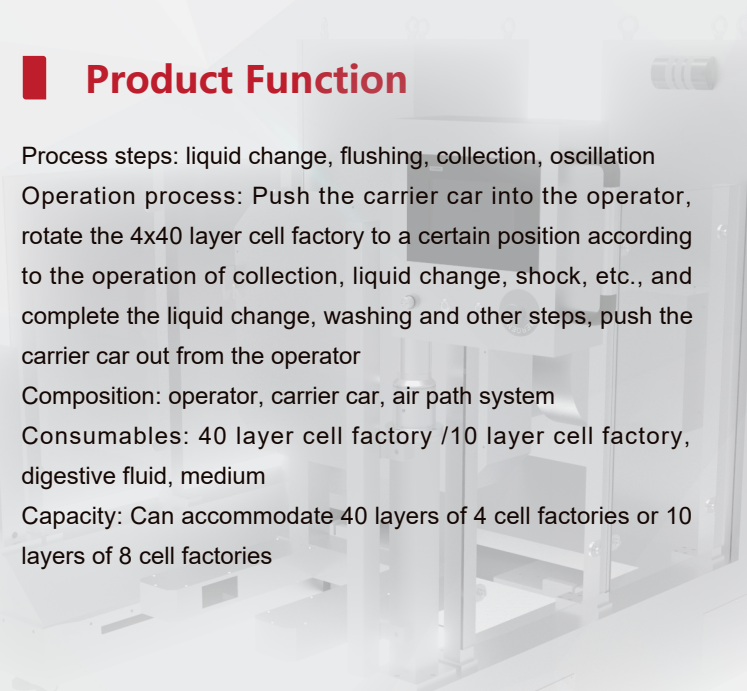 Product Function
Process steps: liquid change, flushing, collection, oscillation
Operation process: Push the carrier car into the operator,
rotate the 4x40 layer cell factory to a certain position according
to the operation of collection, liquid change, shock, etc., and
complete the liquid change, washing and other steps, push the
carrier car out from the operator
Composition: operator, carrier car, air path system
Consumables: 40 layer cell factory /10 layer cell factory,
digestive fluid, medium
Capacity: Can accommodate 40 layers of 4 cell factories or 10
layers of 8 cell factories